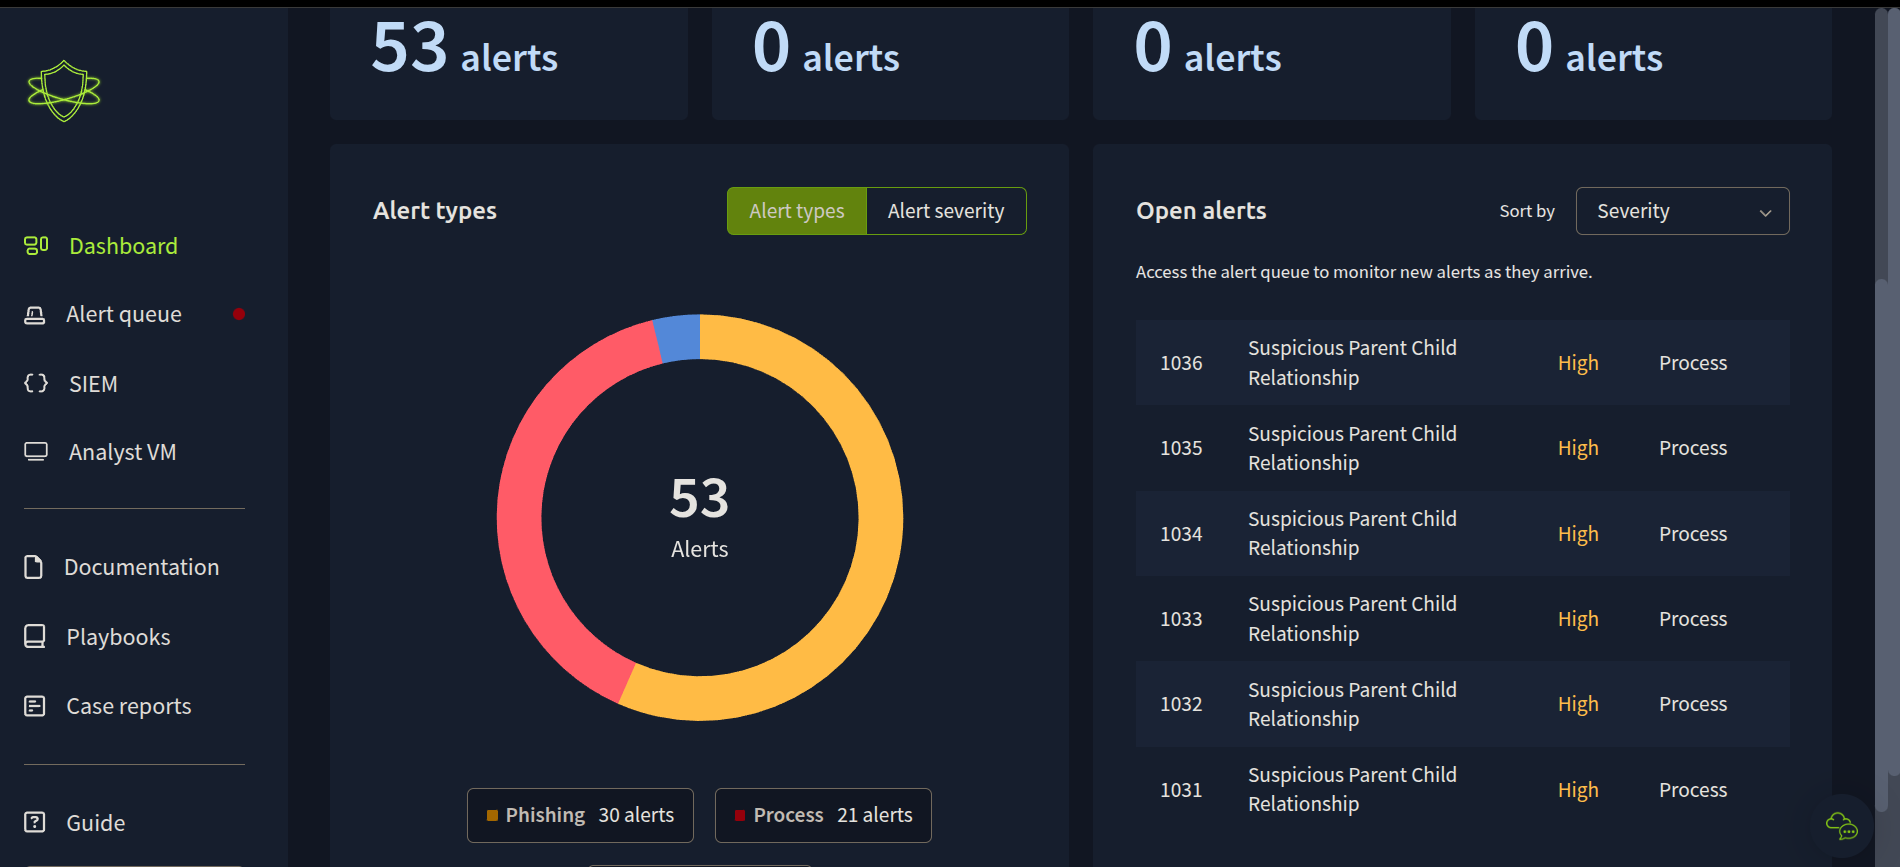 53 alerts
0 alerts
0 alerts
0 alerts
Dashboard
Alert queue
SIEM
Analyst VM
Documentation
Playbooks
Case reports
Guide
Alert types
Alert types
Alert severity
53
Alerts
Phishing 30 alerts
Process 21 alerts
Open alerts
Sort by
Severity
Access the alert queue to monitor new alerts as they arrive.
1036 Suspicious Parent Child High Process
Relationship
1035 Suspicious Parent Child High Process
Relationship
1034 Suspicious Parent Child High Process
Relationship
1033 Suspicious Parent Child High Process
Relationship
1032 Suspicious Parent Child High Process
Relationship
1031 Suspicious Parent Child High Process
Relationship